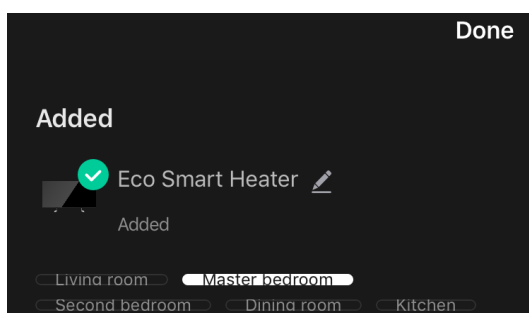 Done
Added
Eco Smart Heater
Added
Living room Master bedroom
Second bedroom Dining room Kitchen